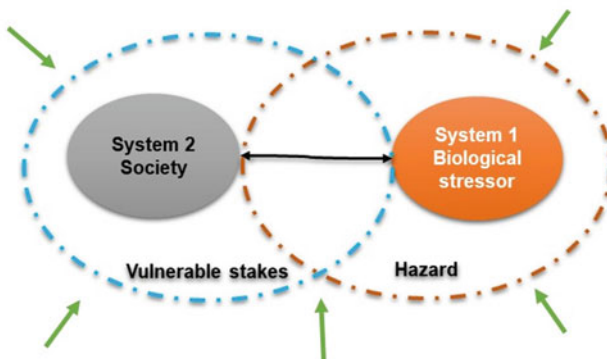 System 2
Society
System 1
Biological
stressor
Vulnerable stakes
Hazard